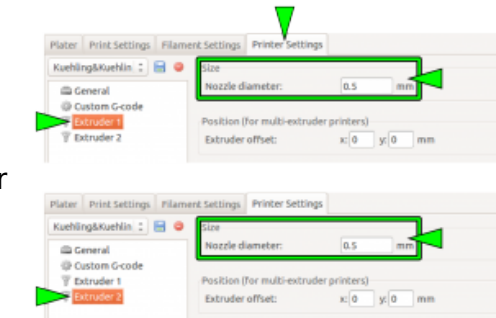 Plater Print Settings Filament Settings Printer Settings
Kuehling&Kuehlin
Size
Nozzle diameter: 0.5 mm
General
Custom G-code
Extruder 1
Position (for multi-extruder printers)
Extruder 2
Extruder offset: x: 0 y: 0 mm
r
Plater Print Settings Filament Settings Printer Settings
Kuehling&Kuehlin
Size
Nozzle diameter: 0.5 mm
General
Custom G-code
Extruder 1
Position (for multi-extruder printers)
Extruder 2
Extruder offset: x: 0 y: 0 mm